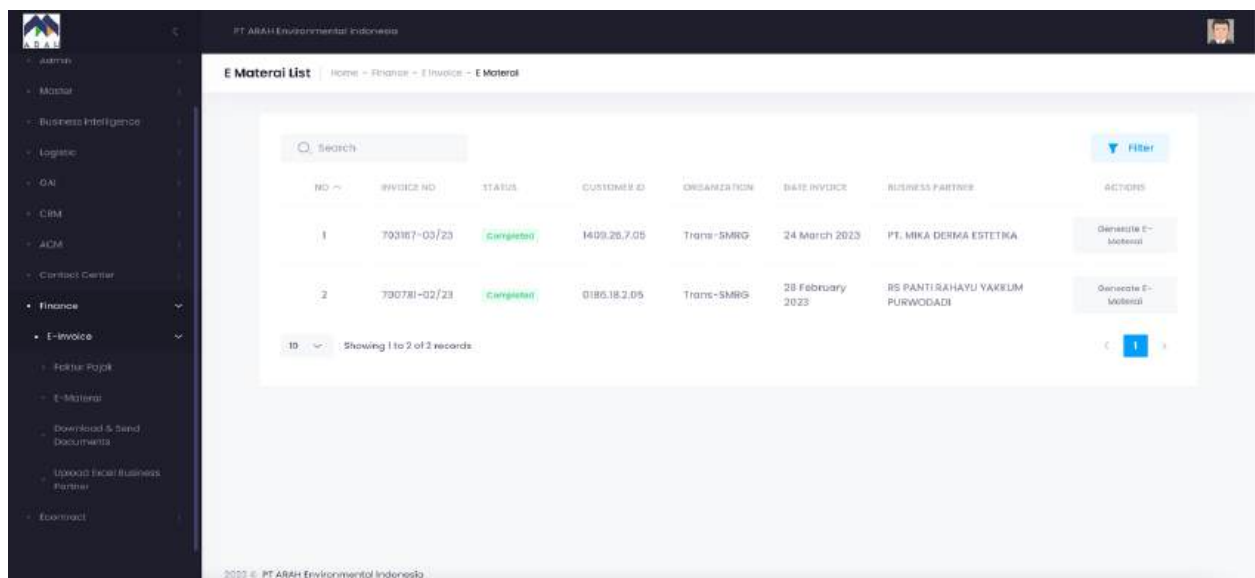 ARAH
PT ARAH Environmental Indonesia
Admin
E Materai List Home - Finance - E Invoice - E Materai
Master
Business Intelligence
Logistic
CRM
ACM
Contact Center
Finance
E-Invoice
Faktur Pajak
E-Materai
Download & Send
Documents
Upload Excel Business
Partner
Econtract
Search
Filter
NO INVOICE NO STATUS CUSTOMER ID ORGANIZATION DATE INVOICE BUSINESS PARTNER ACTIONS
1 703167-03/23 Completed 1409.26.7.05 Trans-SMRG 24 March 2023 PT. MIKA DERMA ESTETIKA Generate E-
Materai
2 700781-02/23 Completed 0186.18.2.05 Trans-SMRG 28 February
2023 RS PANTI RAHAYU YAKKUM
PURWODADI Generate E-
Materai
10 Showing 1 to 2 of 2 records
1
PT ARAH Environmental Indonesia